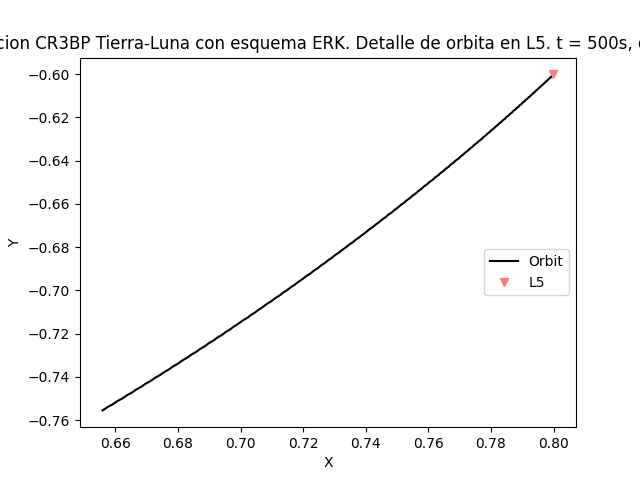 cion CR3BP Tierra-Luna con esquema ERK. Detalle de orbita en L5. t = 500s,
−0.60
−0.62
−0.64
−0.66
−0.68
−0.70
−0.72
−0.74
−0.76
Y
Orbit
L5
0.66 0.68 0.70 0.72 0.74 0.76 0.78 0.80
X